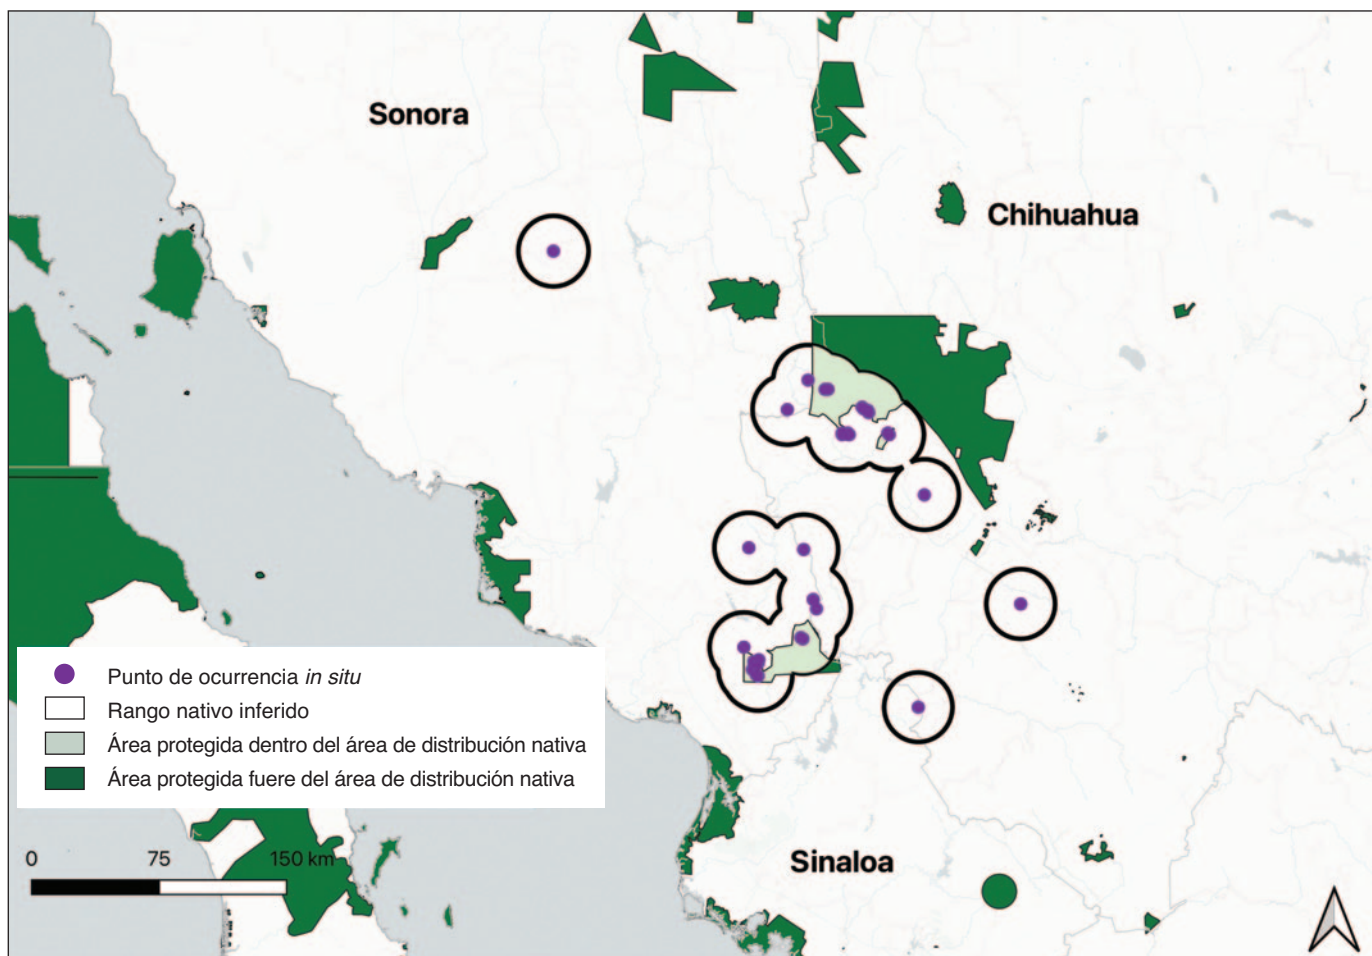 Sonora
Chihuahua
Punto de ocurrencia in situ
Rango nativo inferido
Área protegida dentro del área de distribución nativa
Área protegida fuere del área de distribución nativa
0 75 150 km
Sinaloa